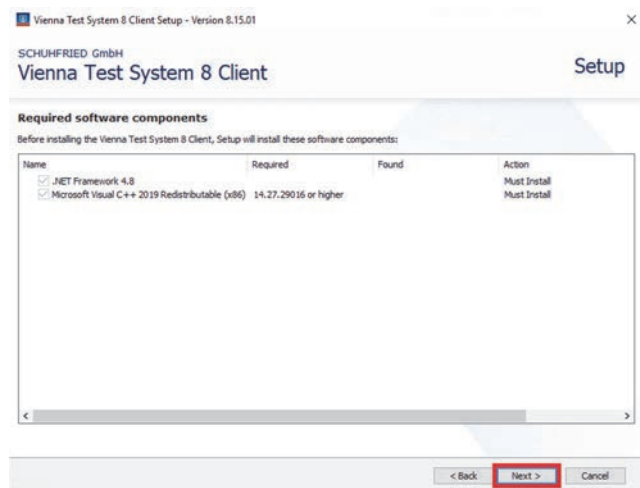 Vienna Test System 8 Client Setup - Version 8.15.01
SCHUHFRIED GmbH
Vienna Test System 8 Client
Setup
Required software components
Before installing the Vienna Test System 8 Client, Setup will install these software components:
Name Required Found Action
.NET Framework 4.8 Must Install
Microsoft Visual C++ 2019 Redistributable (x86) 14.27.29016 or higher Must Install
< Back Next > Cancel